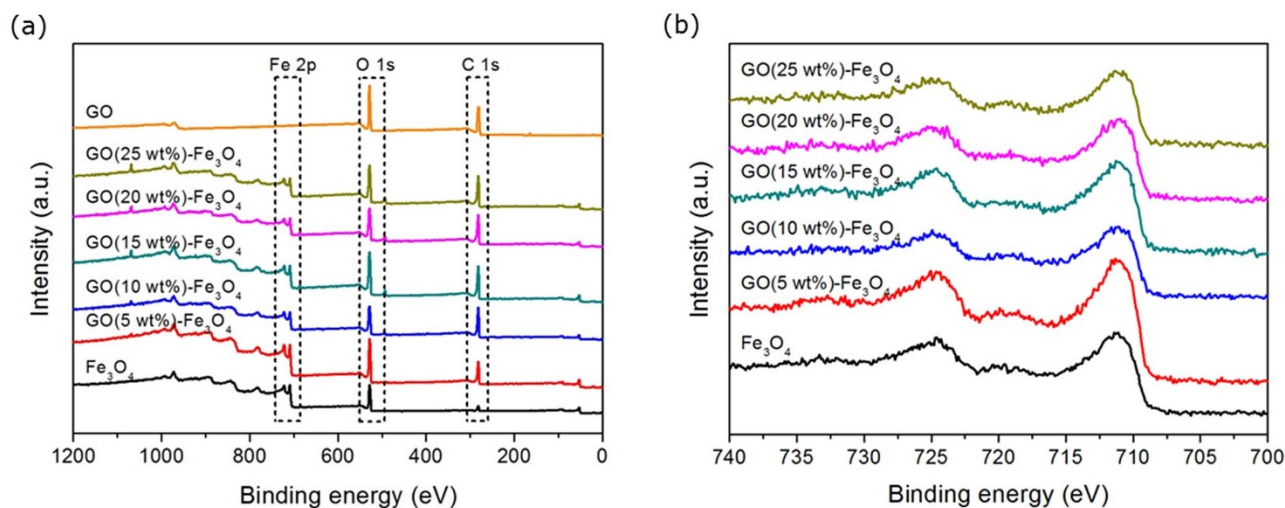 (a)
Fe 2p O 1s C 1s
GO
GO(25 wt%)-Fe₃O₄
GO(20 wt%)-Fe₃O₄
GO(15 wt%)-Fe₃O₄
GO(10 wt%)-Fe₃O₄
GO(5 wt%)-Fe₃O₄
Fe₃O₄
Intensity (a.u.)
1200 1000 800 600 400 200 0
Binding energy (eV)
(b)
GO(25 wt%)-Fe₃O₄
GO(20 wt%)-Fe₃O₄
GO(15 wt%)-Fe₃O₄
GO(10 wt%)-Fe₃O₄
GO(5 wt%)-Fe₃O₄
Fe₃O₄
Intensity (a.u.)
740 735 730 725 720 715 710 705 700
Binding energy (eV)